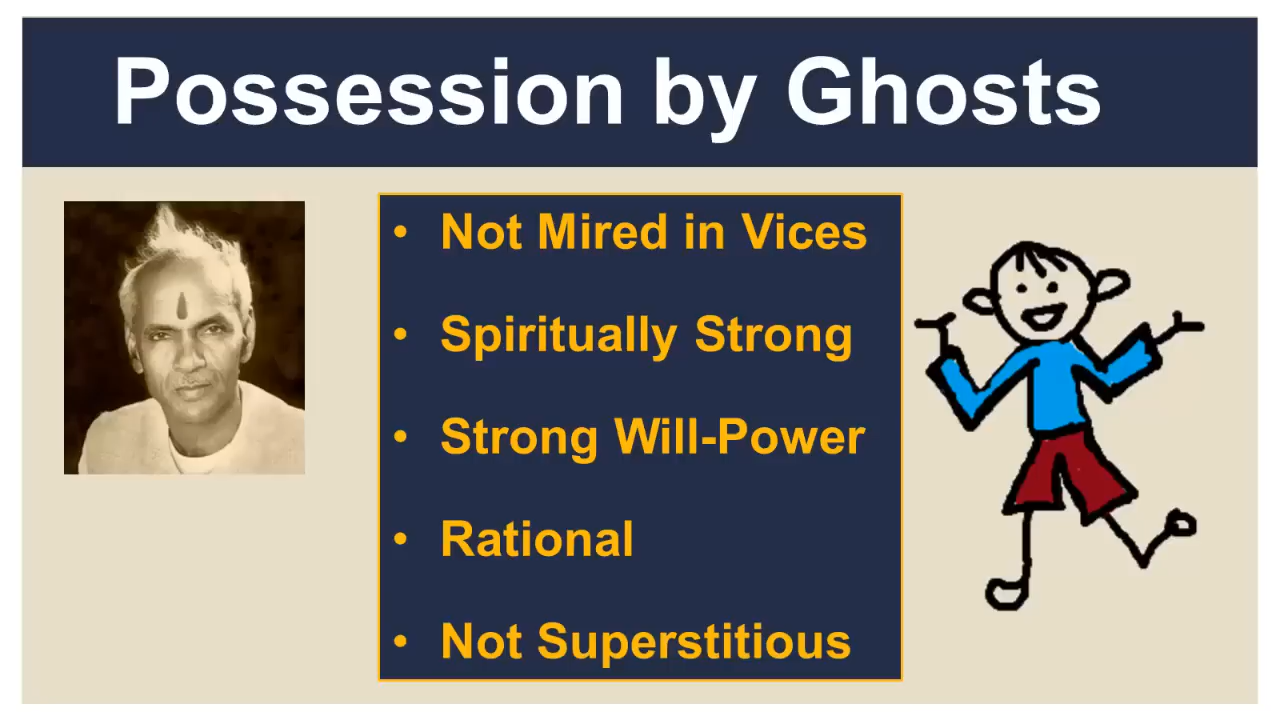 Possession by Ghosts
• Not Mired in Vices
• Spiritually Strong
• Strong Will-Power
• Rational
• Not Superstitious